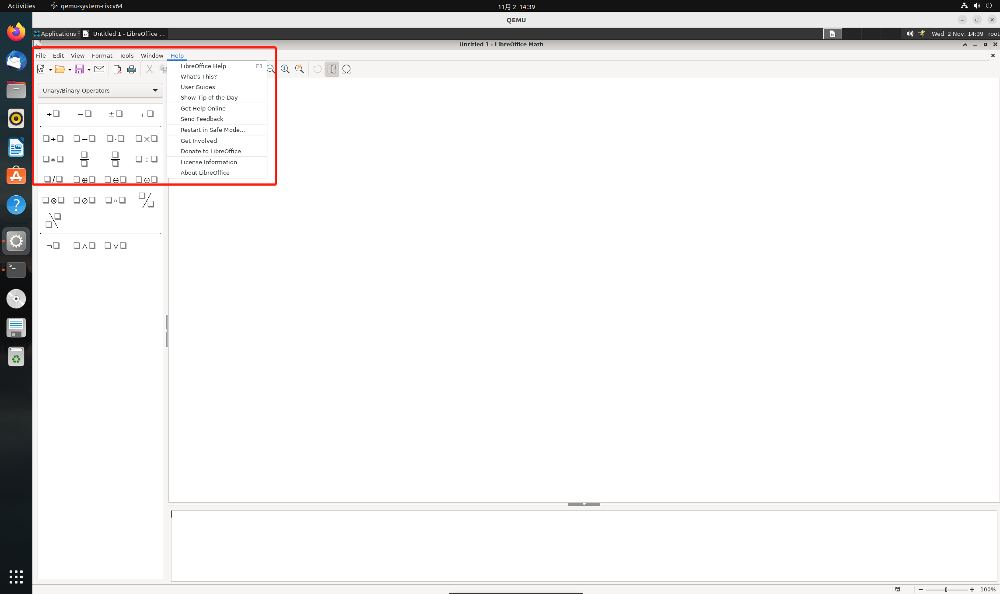 Activities
qemu-system-riscv64
11月 2 14:39
QEMU
Applications
Untitled 1 - LibreOffice ...
Wed 2 Nov, 14:39
root
Untitled 1 - LibreOffice Math
File Edit View Format Tools Window Help
LibreOffice Help F1
What's This?
User Guides
Show Tip of the Day
Get Help Online
Send Feedback
Restart in Safe Mode...
Get Involved
Donate to LibreOffice
License Information
About LibreOffice
Unary/Binary Operators
+❏ −❏ ±❏ ∓❏
❏+❏ ❏−❏ ❏·❏ ❏×❏
❏∗❏ ❏÷❏
❏/❏ ❏⊕❏ ❏⊖❏ ❏⊙❏
❏⊗❏ ❏⊘❏ ❏∘❏
¬❏ ❏∧❏ ❏∨❏
100%